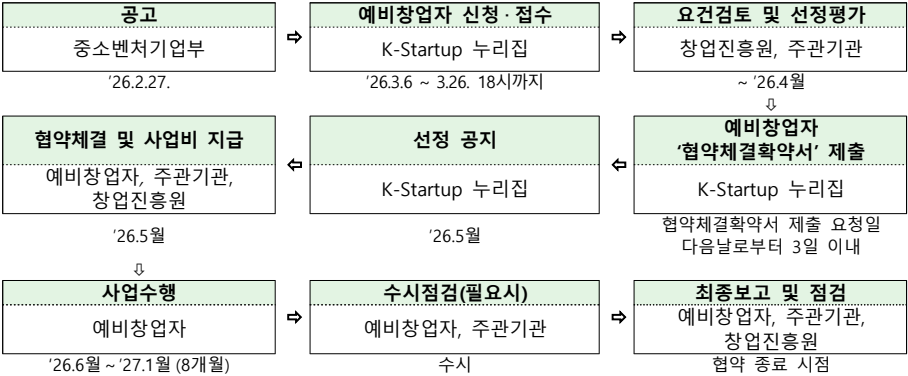 공고
중소벤처기업부
'26.2.27.
⇨
예비창업자 신청 · 접수
K-Startup 누리집
'26.3.6 ~ 3.26. 18시까지
⇨
요건검토 및 선정평가
창업진흥원, 주관기관
~ '26.4월
⇩
예비창업자
'협약체결확약서' 제출
K-Startup 누리집
협약체결확약서 제출 요청일
다음날로부터 3일 이내
⇦
선정 공지
K-Startup 누리집
'26.5월
⇦
협약체결 및 사업비 지급
예비창업자, 주관기관,
창업진흥원
'26.5월
⇩
사업수행
예비창업자
'26.6월 ~ '27.1월 (8개월)
⇨
수시점검(필요시)
예비창업자, 주관기관
수시
⇨
최종보고 및 점검
예비창업자, 주관기관,
창업진흥원
협약 종료 시점